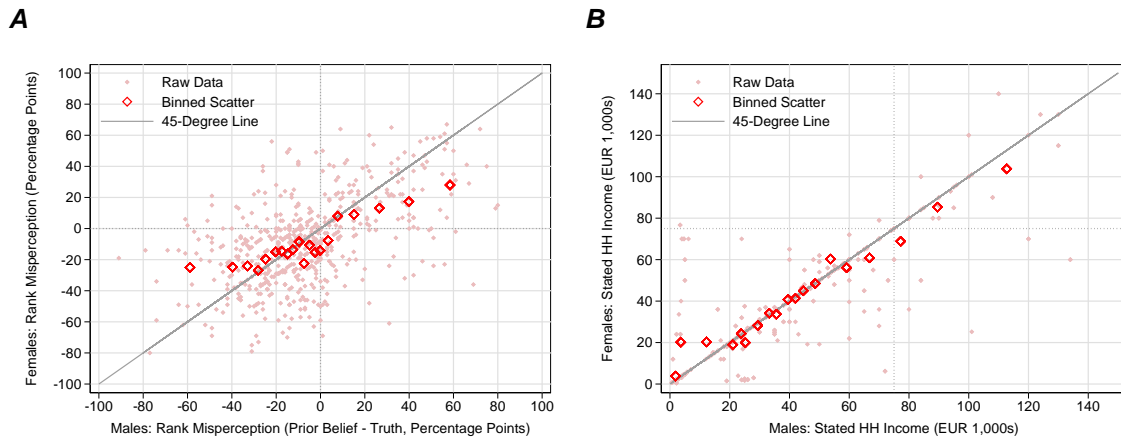 A
B
Females: Rank Misperception (Percentage Points)
100
80
60
40
20
0
-20
-40
-60
-80
-100
Raw Data
Binned Scatter
45-Degree Line
-100 -80 -60 -40 -20 0 20 40 60 80 100
Males: Rank Misperception (Prior Belief - Truth, Percentage Points)
Females: Stated HH Income (EUR 1,000s)
140
120
100
80
60
40
20
0
Raw Data
Binned Scatter
45-Degree Line
0 20 40 60 80 100 120 140
Males: Stated HH Income (EUR 1,000s)